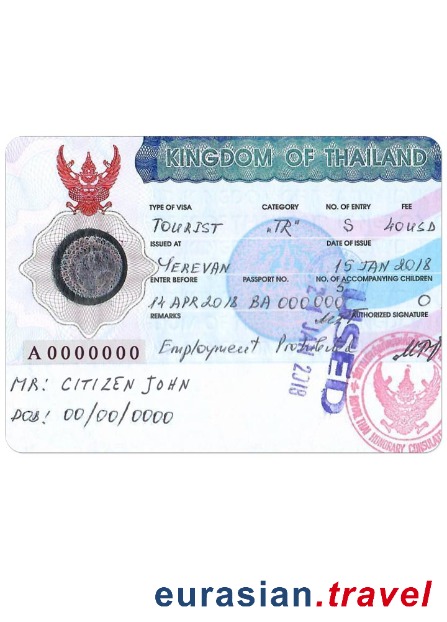 KINGDOM OF THAILAND
TYPE OF VISA CATEGORY NO. OF ENTRY FEE
TOURIST „TR“ S 40USD
ISSUED AT DATE OF ISSUE
YEREVAN 15 JAN 2018
ENTER BEFORE PASSPORT NO. NO. OF ACCOMPANYING CHILDREN
14 APR 2018 BA 000000 0
REMARKS AUTHORIZED SIGNATURE
Employment Prohibited
USED
2018
A0000000
MR: CITIZEN JOHN
DOB: 00/00/0000
HONORARY CONSULATE
eurasian.travel